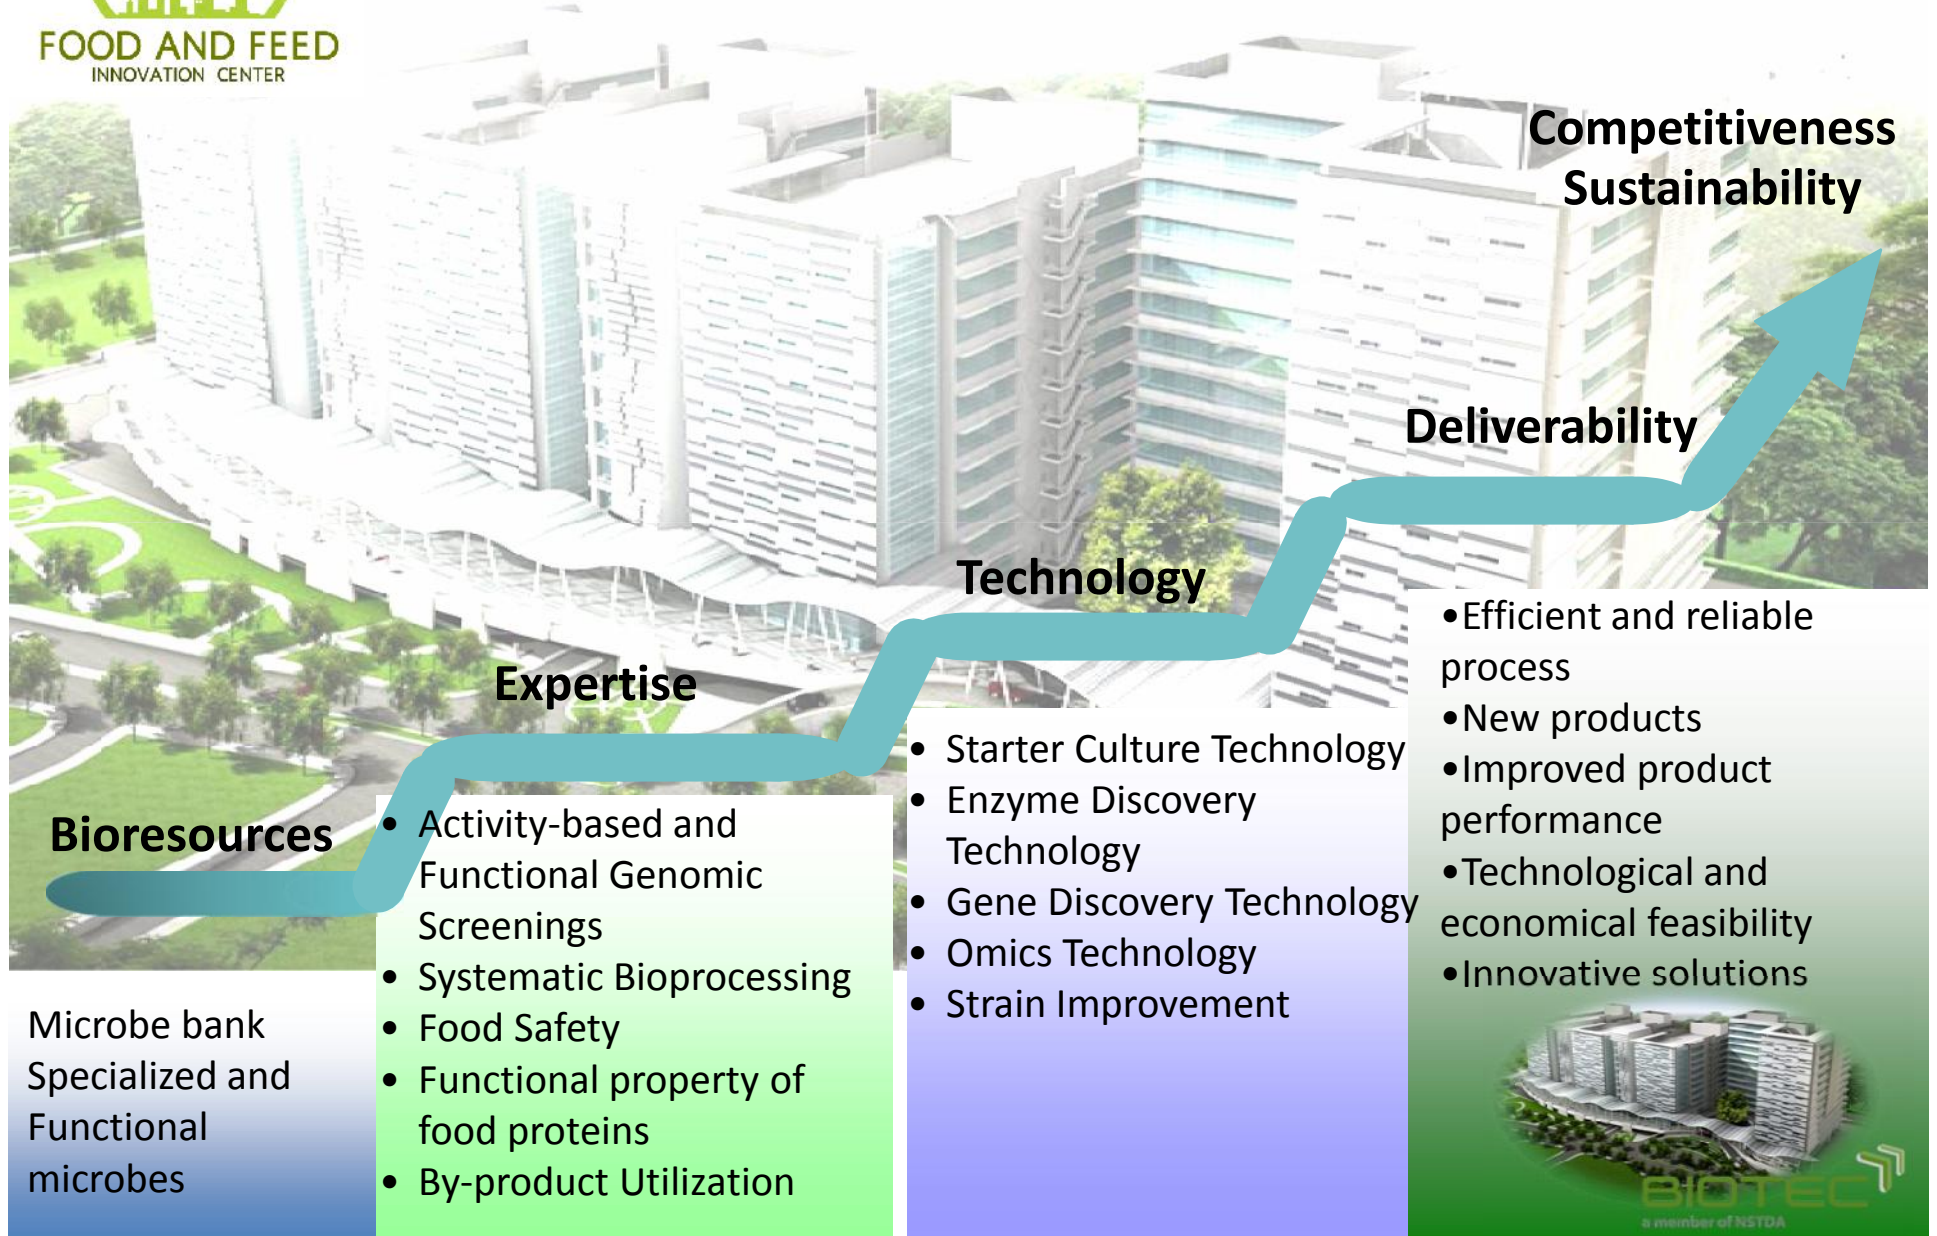 FOOD AND FEED
INNOVATION CENTER
Competitiveness
Sustainability
Deliverability
Technology
Expertise
Bioresources
Microbe bank
Specialized and
Functional
microbes
• Activity-based and
Functional Genomic
Screenings
• Systematic Bioprocessing
• Food Safety
• Functional property of
food proteins
• By-product Utilization
• Starter Culture Technology
• Enzyme Discovery
Technology
• Gene Discovery Technology
• Omics Technology
• Strain Improvement
•Efficient and reliable
process
•New products
•Improved product
performance
•Technological and
economical feasibility
•Innovative solutions
BIOTEC
a member of NSTDA